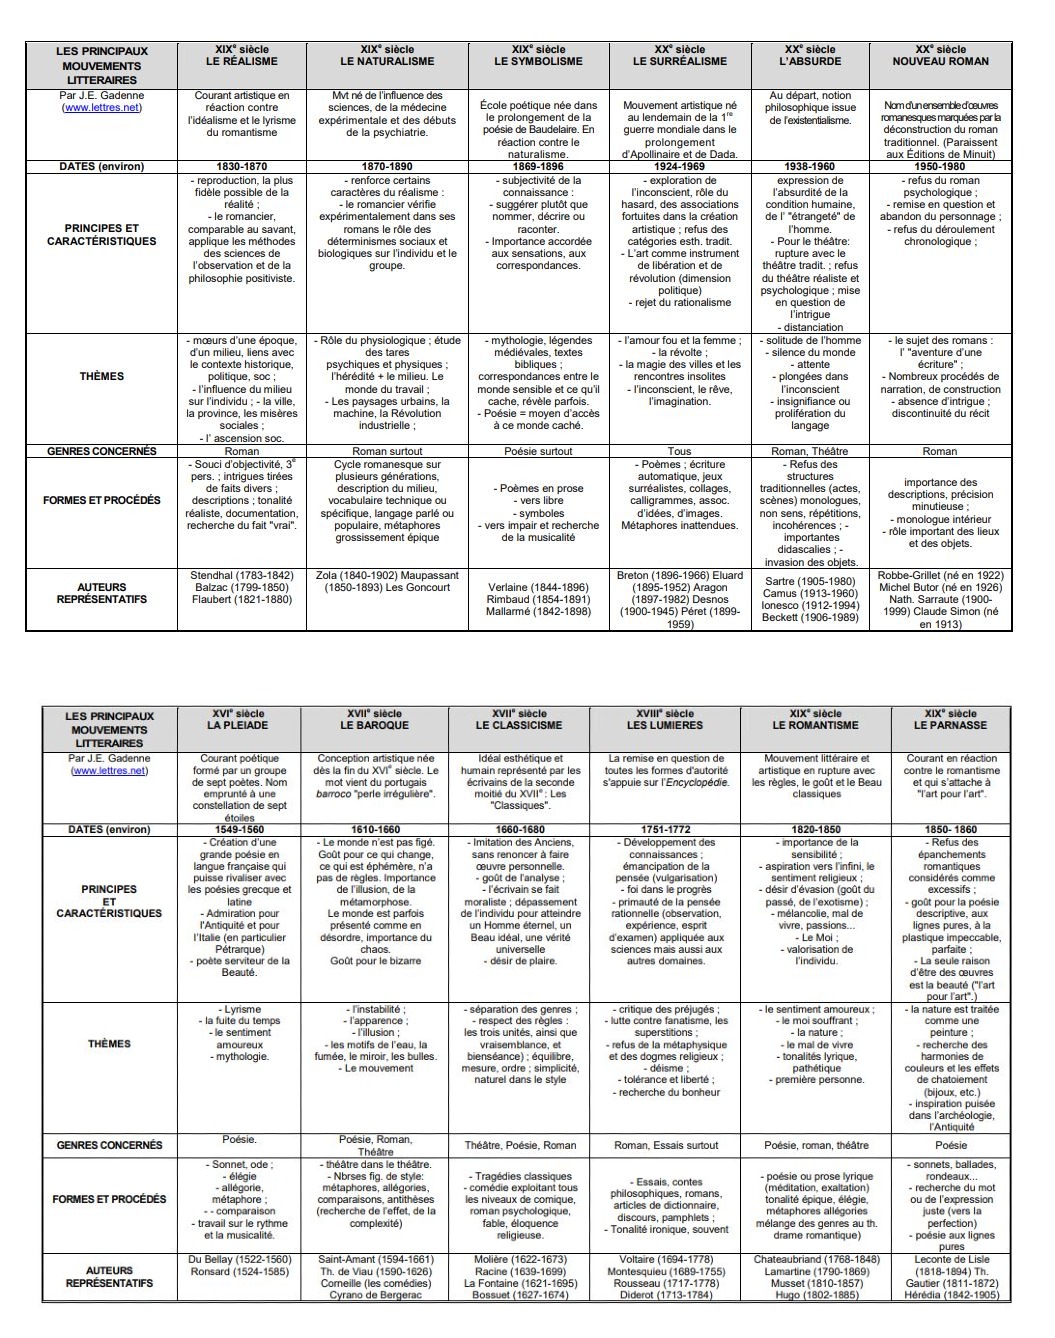 LES PRINCIPAUX
MOUVEMENTS
LITTERAIRES
XIXe siècle
LE RÉALISME
XIXe siècle
LE NATURALISME
XIXe siècle
LE SYMBOLISME
XXe siècle
LE SURRÉALISME
XXe siècle
L'ABSURDE
XXe siècle
NOUVEAU ROMAN
Par J.E. Gadenne
(www.lettres.net)
Courant artistique en
réaction contre
l'idéalisme et le lyrisme
du romantisme
Mvt né de l'influence des
sciences, de la médecine
expérimentale et des débuts
de la psychiatrie.
École poétique née dans
le prolongement de la
poésie de Baudelaire. En
réaction contre le
naturalisme.
Mouvement artistique né
au lendemain de la 1re
guerre mondiale dans le
prolongement
d'Apollinaire et de Dada.
Au départ, notion
philosophique issue
de l'existentialisme.
Nom d'un ensemble d'œuvres
romanesques marquées par la
déconstruction du roman
traditionnel. (Paraissent
aux Éditions de Minuit)
DATES (environ)
1830-1870
1870-1890
1869-1896
1924-1969
1938-1960
1950-1980
PRINCIPES ET
CARACTÉRISTIQUES
- reproduction, la plus
fidèle possible de la
réalité ;
- le romancier,
comparable au savant,
applique les méthodes
des sciences de
l'observation et de la
philosophie positiviste.
- renforce certains
caractères du réalisme :
- le romancier vérifie
expérimentalement dans ses
romans le rôle des
déterminismes sociaux et
biologiques sur l'individu et le
groupe.
- subjectivité de la
connaissance :
- suggérer plutôt que
nommer, décrire ou
raconter.
- Importance accordée
aux sensations, aux
correspondances.
- exploration de
l'inconscient, rôle du
hasard, des associations
fortuites dans la création
artistique ; refus des
catégories esth. tradit.
- L'art comme instrument
de libération et de
révolution (dimension
politique)
- rejet du rationalisme
expression de
l'absurdité de la
condition humaine,
de l' "étrangeté" de
l'homme.
- Pour le théâtre:
rupture avec le
théâtre tradit. ; refus
du théâtre réaliste et
psychologique ; mise
en question de
l'intrigue
- distanciation
- refus du roman
psychologique ;
- remise en question et
abandon du personnage ;
- refus du déroulement
chronologique ;
THÈMES
- mœurs d'une époque,
d'un milieu, liens avec
le contexte historique,
politique, soc ;
- l'influence du milieu
sur l'individu ; - la ville,
la province, les misères
sociales ;
- l' ascension soc.
- Rôle du physiologique ; étude
des tares
psychiques et physiques ;
l'hérédité + le milieu. Le
monde du travail ;
- Les paysages urbains, la
machine, la Révolution
industrielle ;
- mythologie, légendes
médiévales, textes
bibliques ;
correspondances entre le
monde sensible et ce qu'il
cache, révèle parfois.
- Poésie = moyen d'accès
à ce monde caché.
- l'amour fou et la femme ;
- la révolte ;
- la magie des villes et les
rencontres insolites
- l'inconscient, le rêve,
l'imagination.
- solitude de l'homme
- silence du monde
- attente
- plongées dans
l'inconscient
- insignifiance ou
prolifération du
langage
- le sujet des romans :
l' "aventure d'une
écriture" ;
- Nombreux procédés de
narration, de construction
- absence d'intrigue ;
discontinuité du récit
GENRES CONCERNÉS
Roman
Roman surtout
Poésie surtout
Tous
Roman, Théâtre
Roman
FORMES ET PROCÉDÉS
- Souci d'objectivité, 3e
pers. ; intrigues tirées
de faits divers ;
descriptions ; tonalité
réaliste, documentation,
recherche du fait "vrai".
Cycle romanesque sur
plusieurs générations,
description du milieu,
vocabulaire technique ou
spécifique, langage parlé ou
populaire, métaphores
grossissement épique
- Poèmes en prose
- vers libre
- symboles
- vers impair et recherche
de la musicalité
- Poèmes ; écriture
automatique, jeux
surréalistes, collages,
calligrammes, assoc.
d'idées, d'images.
Métaphores inattendues.
- Refus des
structures
traditionnelles (actes,
scènes) monologues,
non sens, répétitions,
incohérences ; -
importantes
didascalies ; -
invasion des objets.
importance des
descriptions, précision
minutieuse ;
- monologue intérieur
- rôle important des lieux
et des objets.
AUTEURS
REPRÉSENTATIFS
Stendhal (1783-1842)
Balzac (1799-1850)
Flaubert (1821-1880)
Zola (1840-1902) Maupassant
(1850-1893) Les Goncourt
Verlaine (1844-1896)
Rimbaud (1854-1891)
Mallarmé (1842-1898)
Breton (1896-1966) Eluard
(1895-1952) Aragon
(1897-1982) Desnos
(1900-1945) Péret (1899-
1959)
Sartre (1905-1980)
Camus (1913-1960)
Ionesco (1912-1994)
Beckett (1906-1989)
Robbe-Grillet (né en 1922)
Michel Butor (né en 1926)
Nath. Sarraute (1900-
1999) Claude Simon (né
en 1913)
LES PRINCIPAUX
MOUVEMENTS
LITTERAIRES
XVIe siècle
LA PLEIADE
XVIIe siècle
LE BAROQUE
XVIIe siècle
LE CLASSICISME
XVIIIe siècle
LES LUMIERES
XIXe siècle
LE ROMANTISME
XIXe siècle
LE PARNASSE
Par J.E. Gadenne
(www.lettres.net)
Courant poétique
formé par un groupe
de sept poètes. Nom
emprunté à une
constellation de sept
étoiles
Conception artistique née
dès la fin du XVIe siècle. Le
mot vient du portugais
barroco "perle irrégulière".
Idéal esthétique et
humain représenté par les
écrivains de la seconde
moitié du XVIIe : Les
"Classiques".
La remise en question de
toutes les formes d'autorité
s'appuie sur l'Encyclopédie.
Mouvement littéraire et
artistique en rupture avec
les règles, le goût et le Beau
classiques
Courant en réaction
contre le romantisme
et qui s'attache à
"l'art pour l'art".
DATES (environ)
1549-1560
1610-1660
1660-1680
1751-1772
1820-1850
1850- 1860
PRINCIPES
ET
CARACTÉRISTIQUES
- Création d'une
grande poésie en
langue française qui
puisse rivaliser avec
les poésies grecque et
latine
- Admiration pour
l'Antiquité et pour
l'Italie (en particulier
Pétrarque)
- poète serviteur de la
Beauté.
- Le monde n'est pas figé.
Goût pour ce qui change,
ce qui est éphémère, n'a
pas de règles. Importance
de l'illusion, de la
métamorphose.
Le monde est parfois
présenté comme en
désordre, importance du
chaos.
Goût pour le bizarre
- Imitation des Anciens,
sans renoncer à faire
œuvre personnelle.
- goût de l'analyse ;
- l'écrivain se fait
moraliste ; dépassement
de l'individu pour atteindre
un Homme éternel, un
Beau idéal, une vérité
universelle
- désir de plaire.
- Développement des
connaissances ;
émancipation de la
pensée (vulgarisation)
- foi dans le progrès
- primauté de la pensée
rationnelle (observation,
expérience, esprit
d'examen) appliquée aux
sciences mais aussi aux
autres domaines.
- importance de la
sensibilité ;
- aspiration vers l'infini, le
sentiment religieux ;
- désir d'évasion (goût du
passé, de l'exotisme) ;
- mélancolie, mal de
vivre, passions...
- Le Moi ;
- valorisation de
l'individu.
- Refus des
épanchements
romantiques
considérés comme
excessifs ;
- goût pour la poésie
descriptive, aux
lignes pures, à la
plastique impeccable,
parfaite ;
- La seule raison
d'être des œuvres
est la beauté ("l'art
pour l'art".)
THÈMES
- Lyrisme
- la fuite du temps
- le sentiment
amoureux
- mythologie.
- l'instabilité ;
- l'apparence ;
- l'illusion ;
- les motifs de l'eau, la
fumée, le miroir, les bulles.
- Le mouvement
- séparation des genres ;
- respect des règles :
les trois unités, ainsi que
vraisemblance, et
bienséance) ; équilibre,
mesure, ordre ; simplicité,
naturel dans le style
- critique des préjugés ;
- lutte contre fanatisme, les
superstitions ;
- refus de la métaphysique
et des dogmes religieux ;
- déisme ;
- tolérance et liberté ;
- recherche du bonheur
- le sentiment amoureux ;
- le moi souffrant ;
- la nature ;
- le mal de vivre
- tonalités lyrique,
pathétique
- première personne.
- la nature est traitée
comme une
peinture ;
- recherche des
harmonies de
couleurs et les effets
de chatoiement
(bijoux, etc.)
- inspiration puisée
dans l'archéologie,
l'Antiquité
GENRES CONCERNÉS
Poésie.
Poésie, Roman,
Théâtre
Théâtre, Poésie, Roman
Roman, Essais surtout
Poésie, roman, théâtre
Poésie
FORMES ET PROCÉDÉS
- Sonnet, ode ;
- élégie
- allégorie,
métaphore ;
- - comparaison
- travail sur le rythme
et la musicalité.
- théâtre dans le théâtre.
- Nbrses fig. de style:
métaphores, allégories,
comparaisons, antithèses
(recherche de l'effet, de la
complexité)
- Tragédies classiques
- comédie exploitant tous
les niveaux de comique,
roman psychologique,
fable, éloquence
religieuse.
- Essais, contes
philosophiques, romans,
articles de dictionnaire,
discours, pamphlets ;
- Tonalité ironique, souvent
- poésie ou prose lyrique
(méditation, exaltation)
tonalité épique, élégie,
métaphores allégories
mélange des genres au th.
drame romantique)
- sonnets, ballades,
rondeaux...
- recherche du mot
ou de l'expression
juste (vers la
perfection)
- poésie aux lignes
pures
AUTEURS
REPRÉSENTATIFS
Du Bellay (1522-1560)
Ronsard (1524-1585)
Saint-Amant (1594-1661)
Th. de Viau (1590-1626)
Corneille (les comédies)
Cyrano de Bergerac
Molière (1622-1673)
Racine (1639-1699)
La Fontaine (1621-1695)
Bossuet (1627-1674)
Voltaire (1694-1778)
Montesquieu (1689-1755)
Rousseau (1717-1778)
Diderot (1713-1784)
Chateaubriand (1768-1848)
Lamartine (1790-1869)
Musset (1810-1857)
Hugo (1802-1885)
Leconte de Lisle
(1818-1894) Th.
Gautier (1811-1872)
Hérédia (1842-1905)